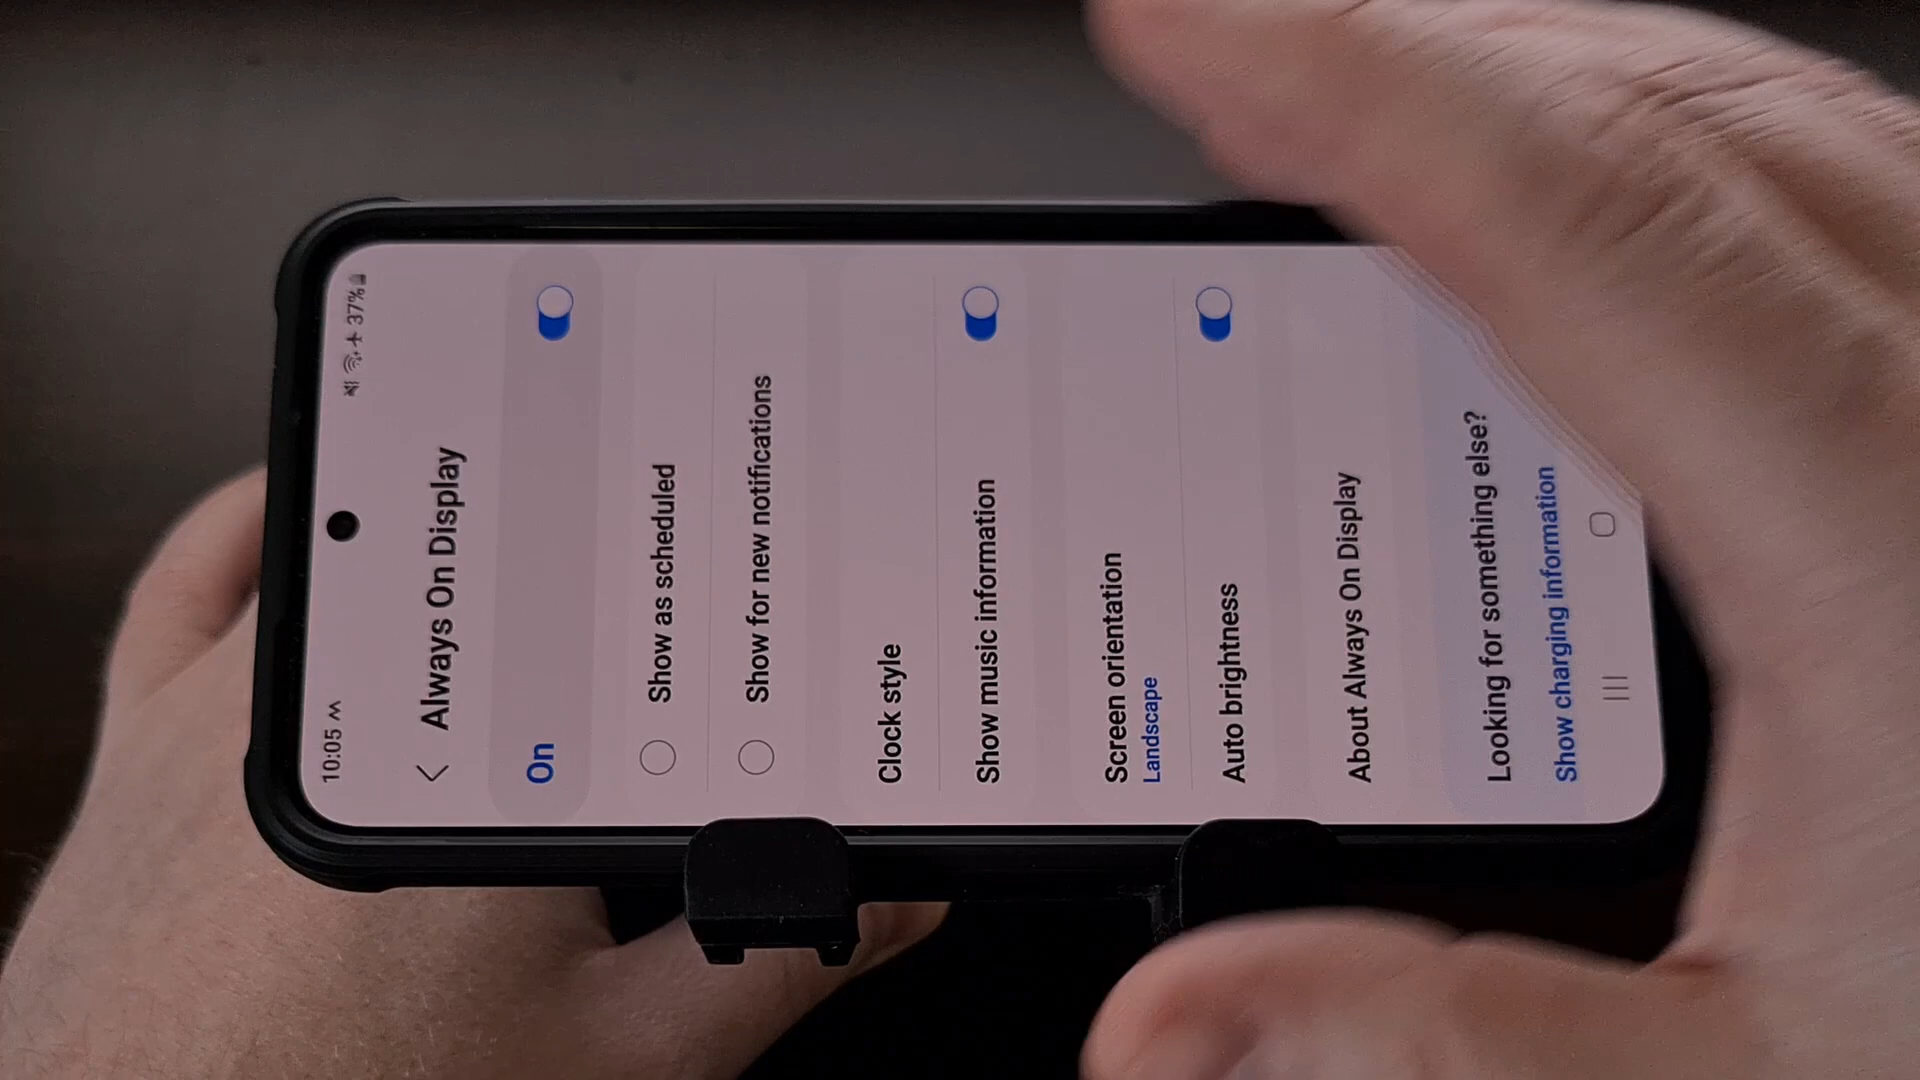 10:05
37%
Always On Display
On
Show as scheduled
Show for new notifications
Clock style
Show music information
Screen orientation
Landscape
Auto brightness
About Always On Display
Looking for something else?
Show charging information